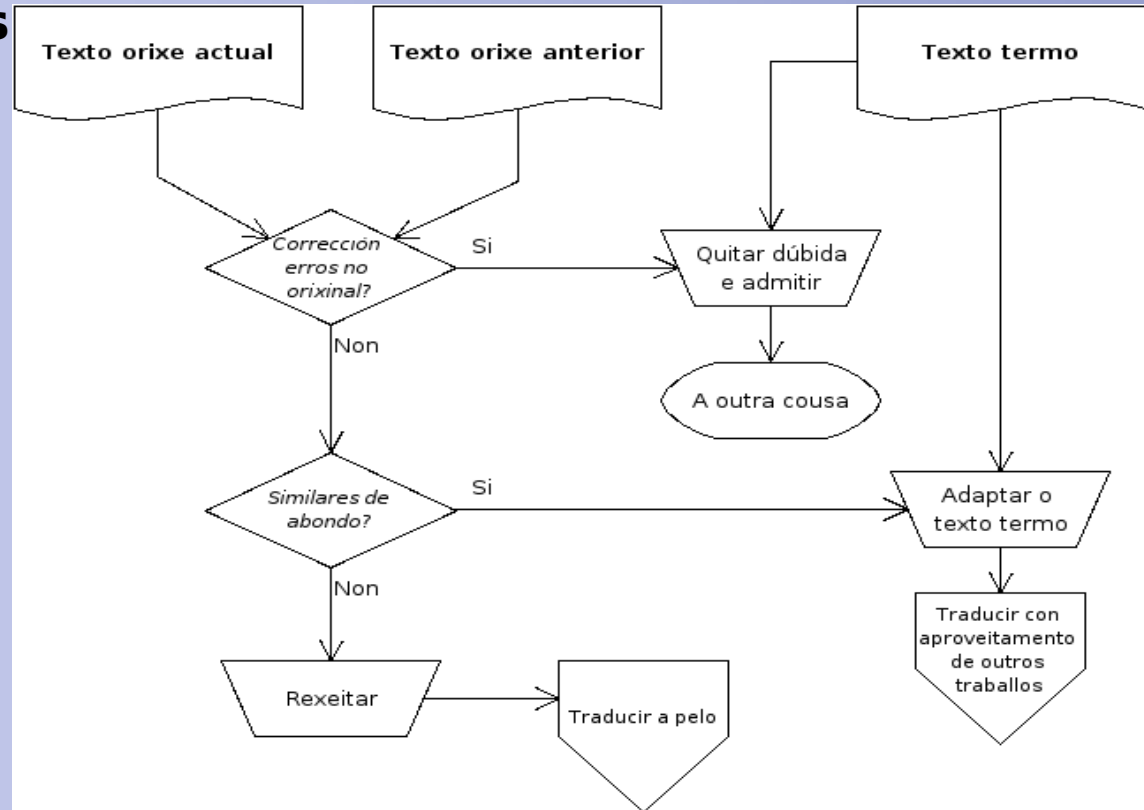 s
Texto orixe actual
Texto orixe anterior
Texto termo
Corrección
erros no
orixinal?
Si
Quitar dúbida
e admitir
Non
A outra cousa
Similares de
abondo?
Si
Adaptar o
texto termo
Non
Traducir con
aproveitamento
de outros
traballos
Rexeitar
Traducir a pelo